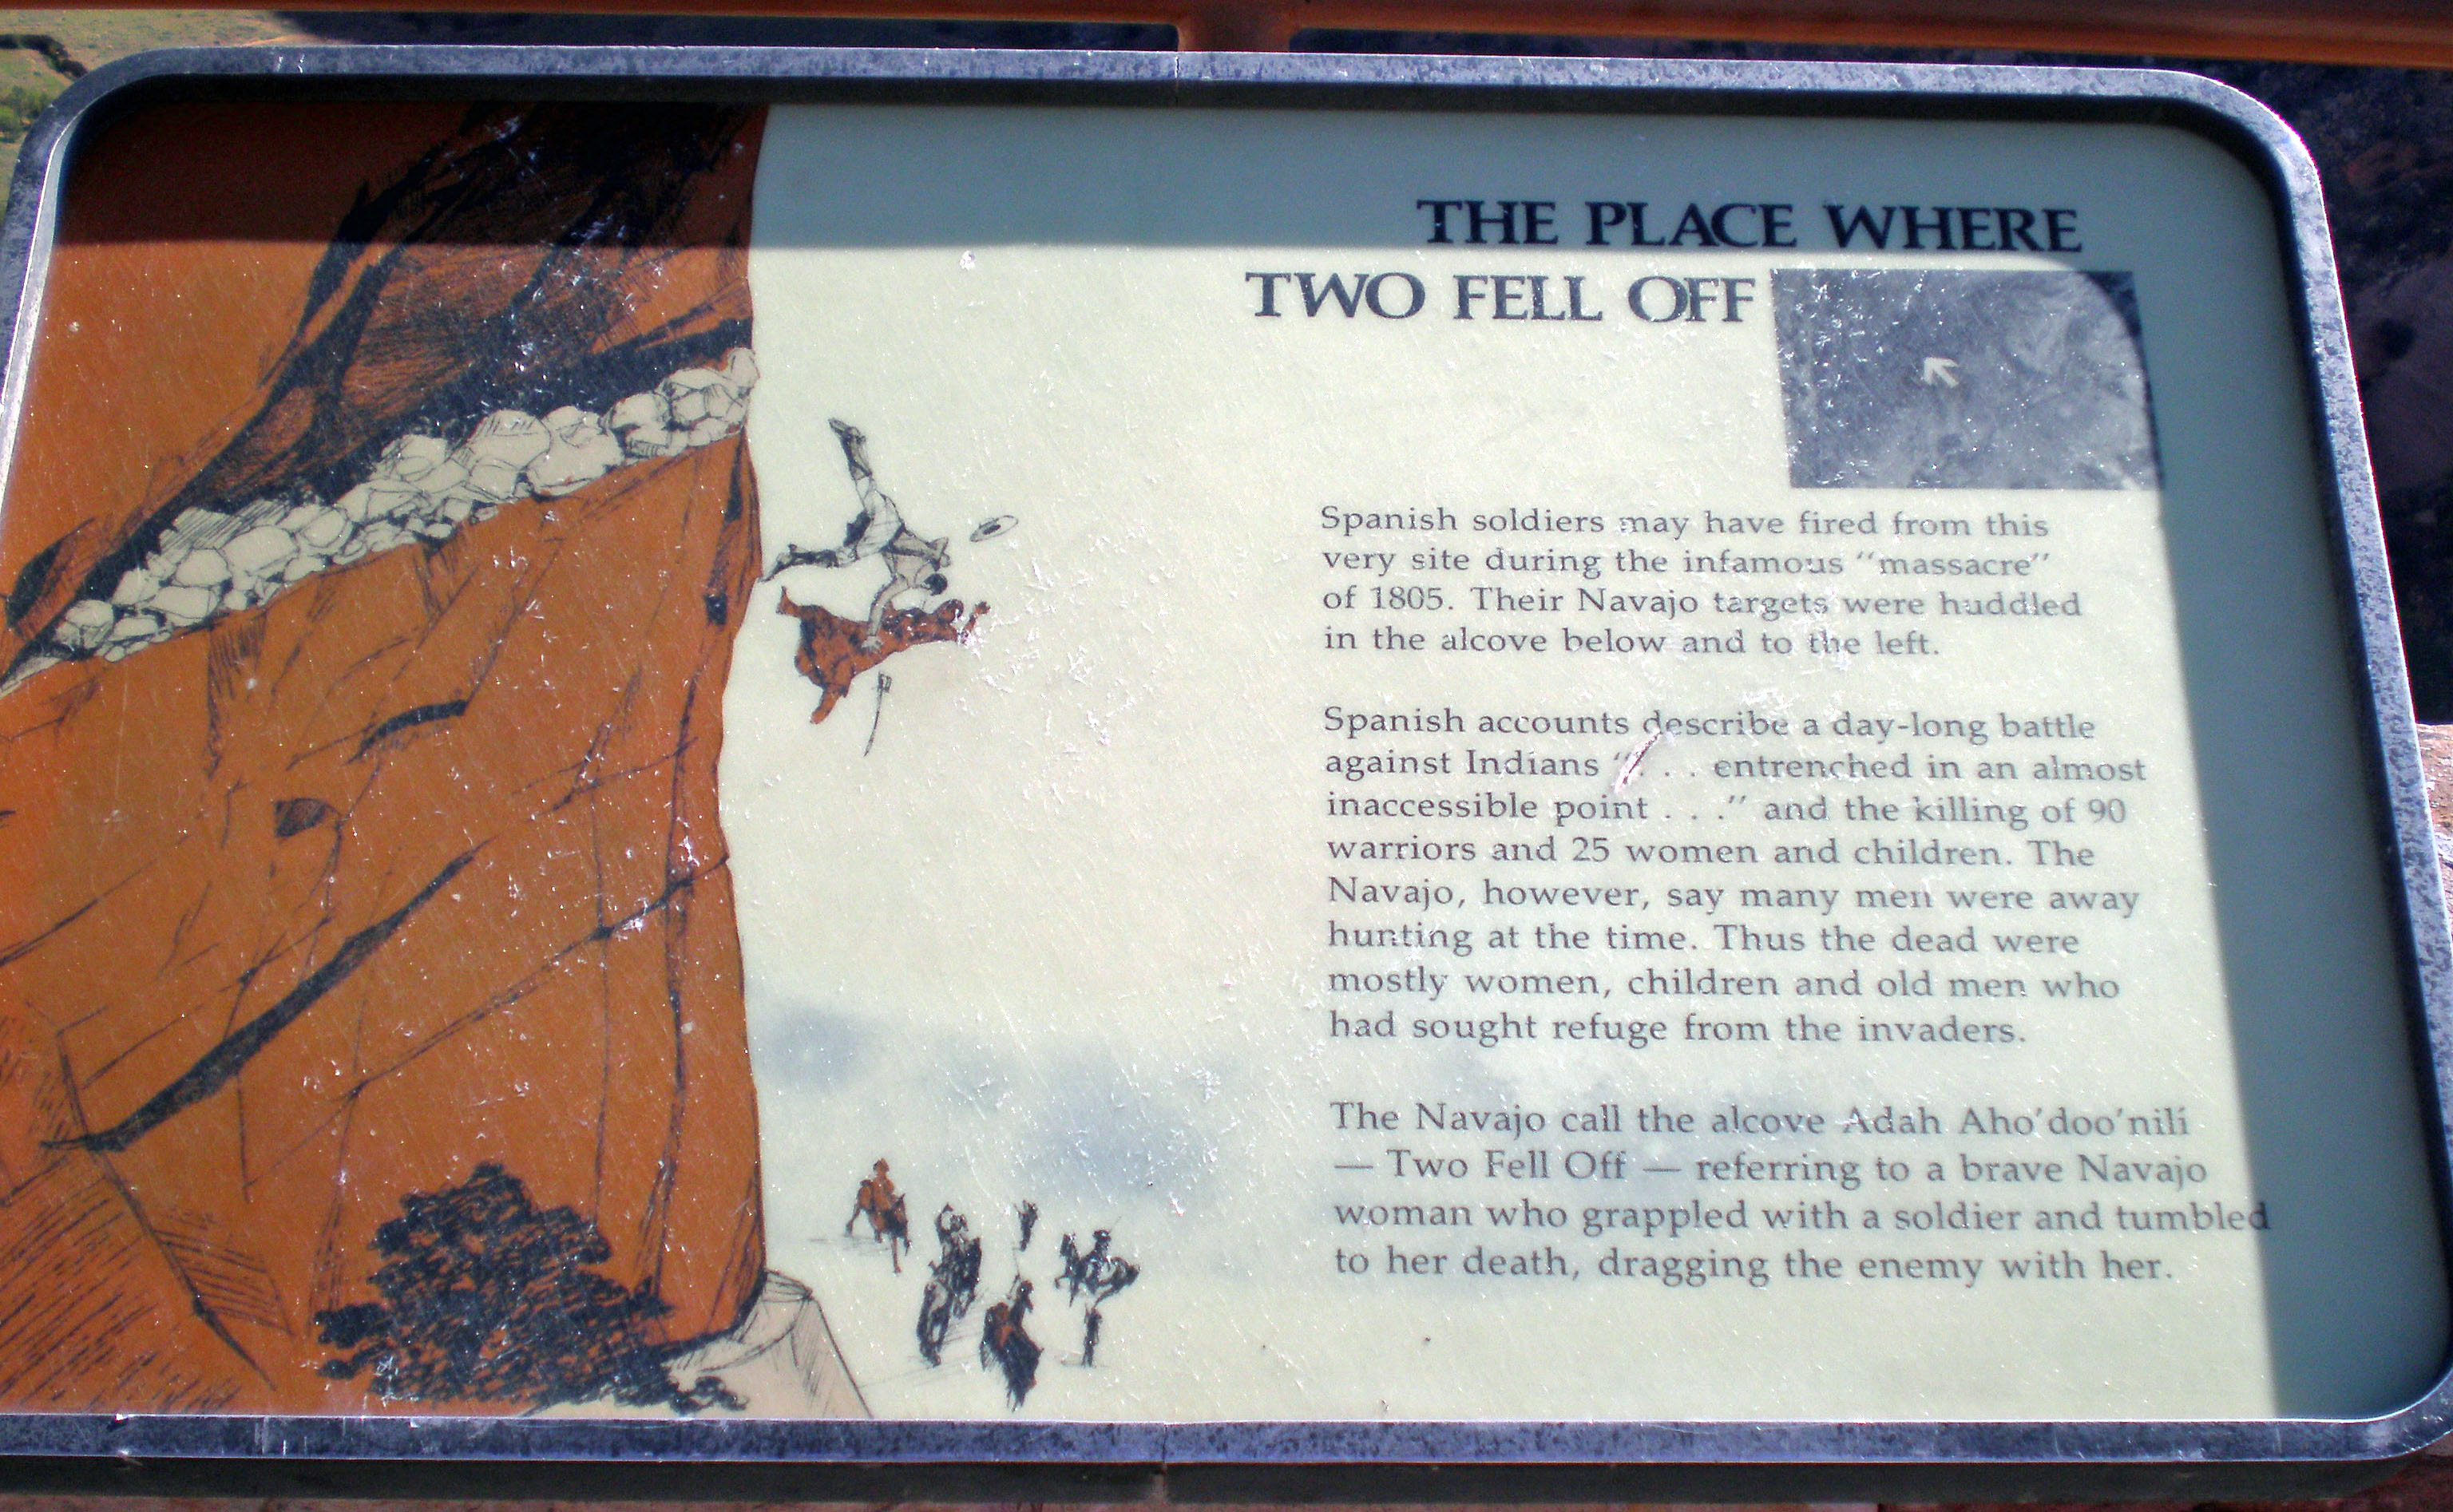 THE PLACE WHERE
TWO FELL OFF
Spanish soldiers may have fired from this
very site during the infamous "massacre"
of 1805. Their Navajo targets were huddled
in the alcove below and to the left.
Spanish accounts describe a day-long battle
against Indians ". . . entrenched in an almost
inaccessible point . . ." and the killing of 90
warriors and 25 women and children. The
Navajo, however, say many men were away
hunting at the time. Thus the dead were
mostly women, children and old men who
had sought refuge from the invaders.
The Navajo call the alcove Adah Aho'doo'nilí
— Two Fell Off — referring to a brave Navajo
woman who grappled with a soldier and tumbled
to her death, dragging the enemy with her.